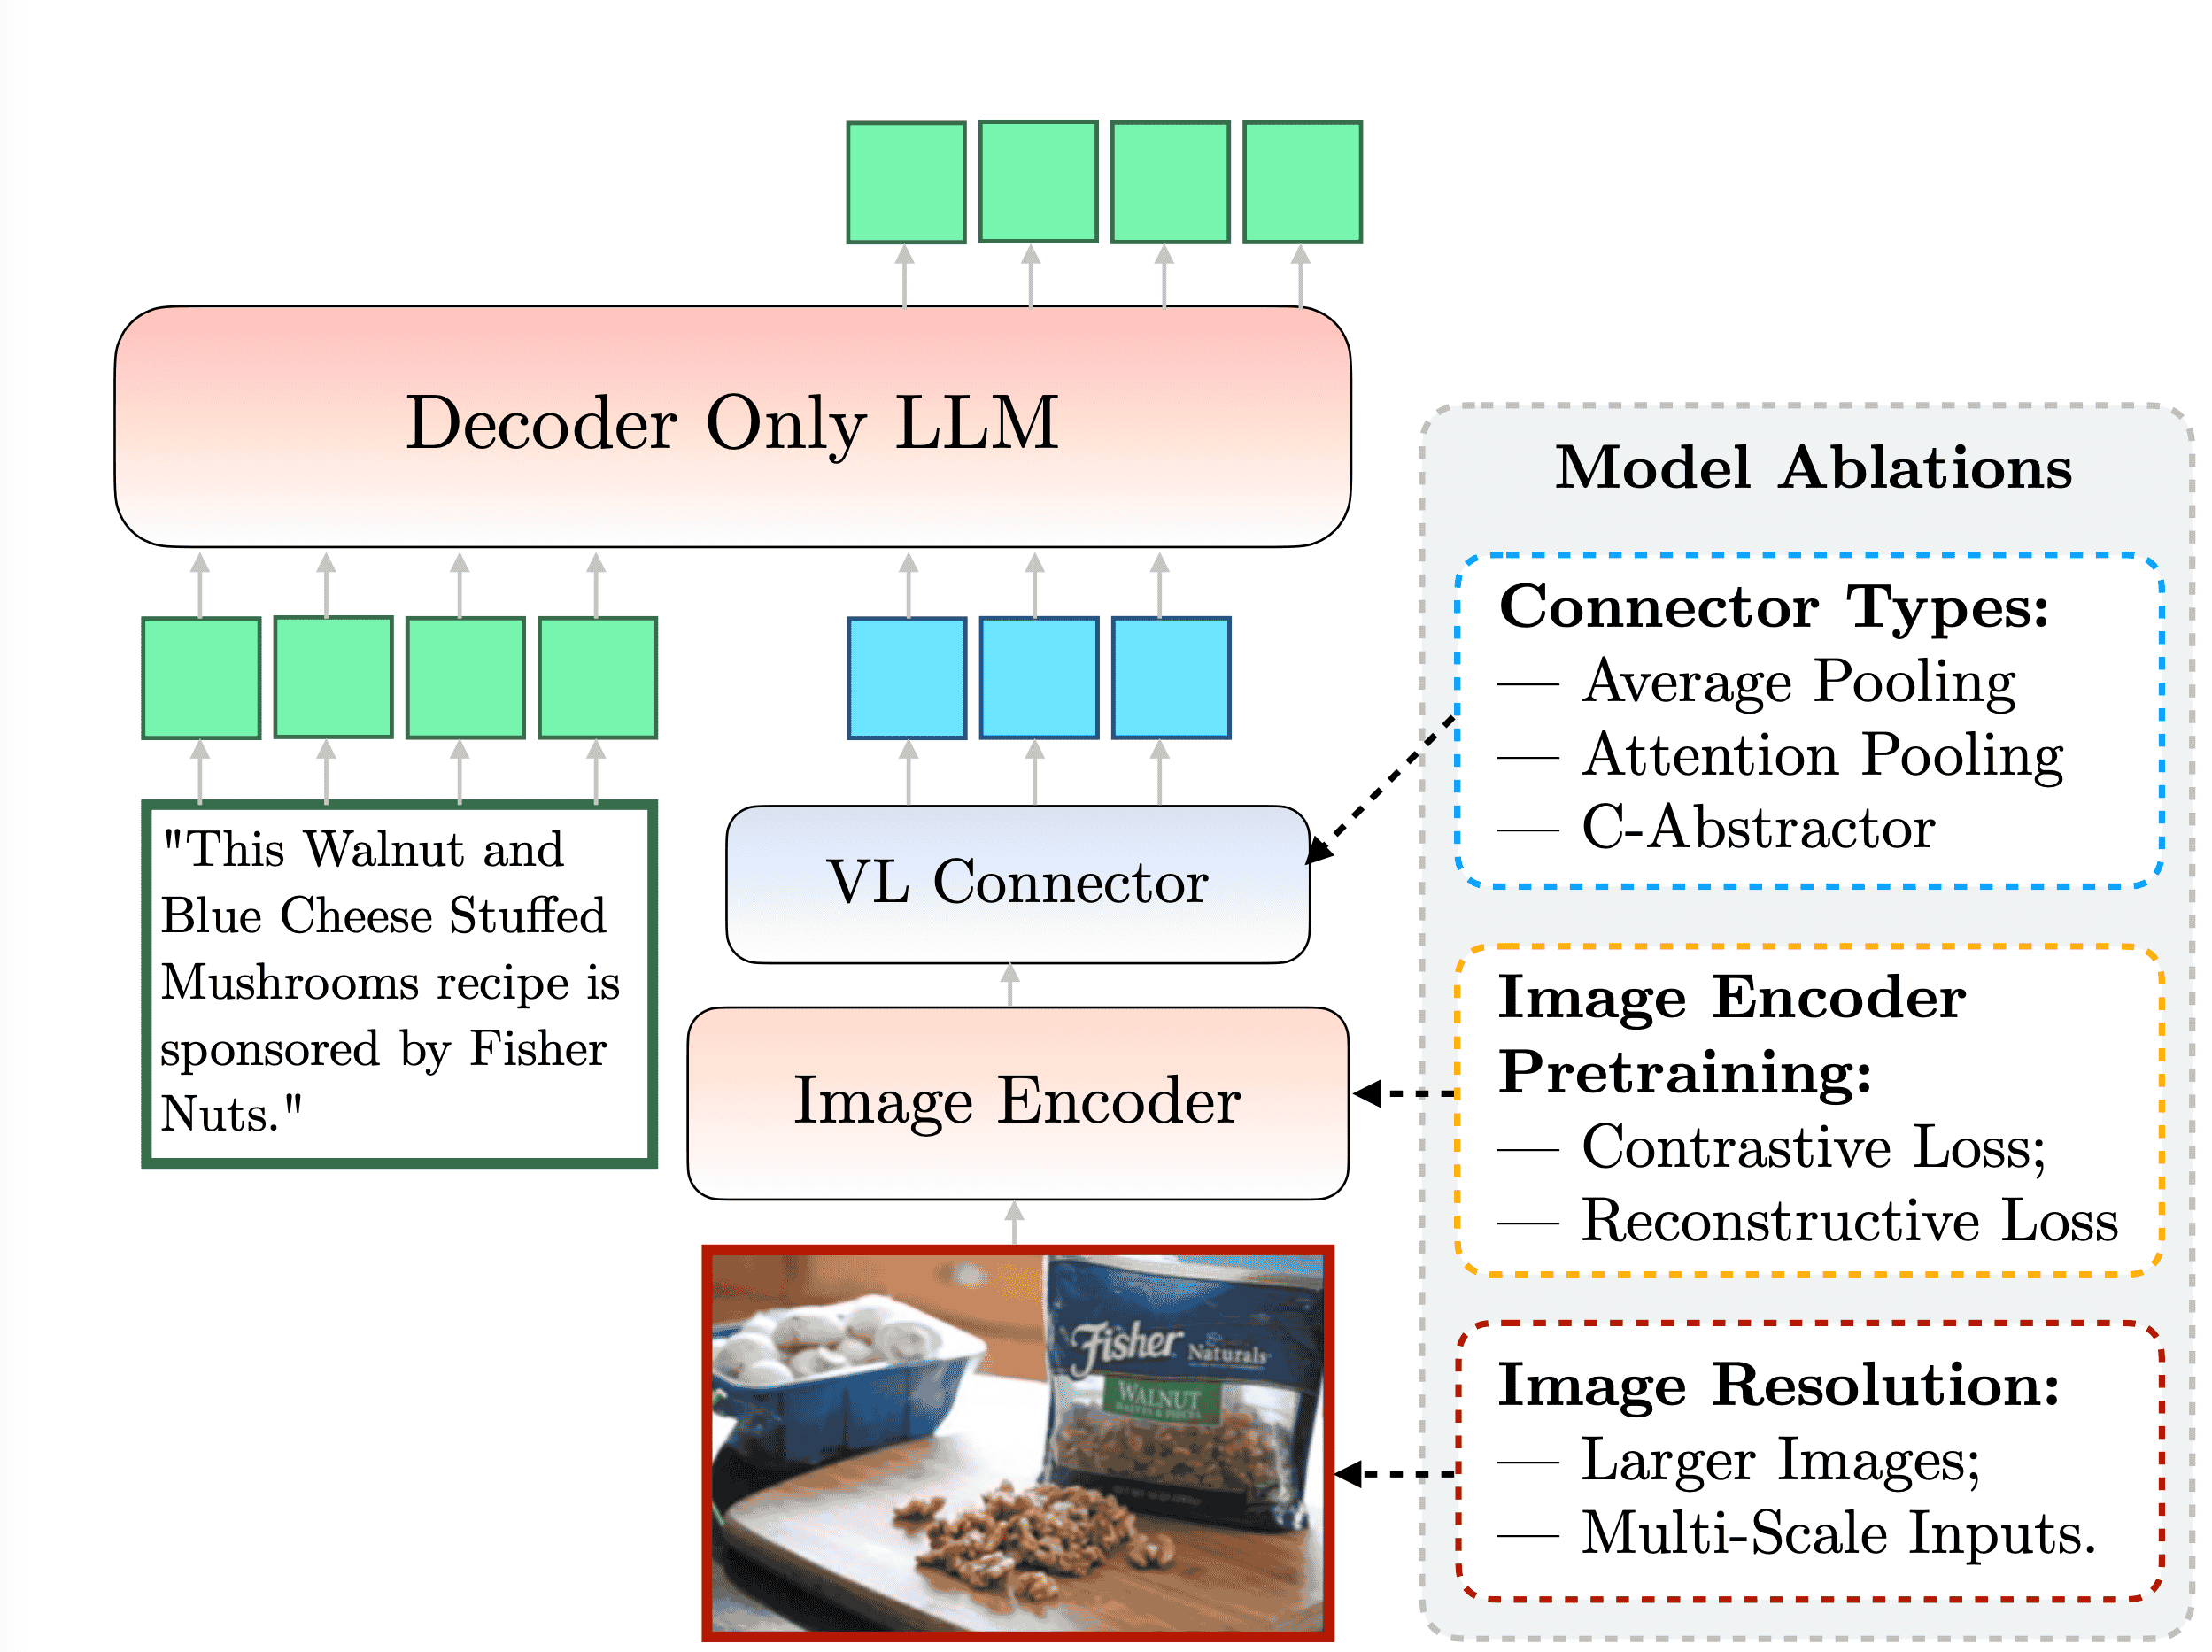 Decoder Only LLM
"This Walnut and
Blue Cheese Stuffed
Mushrooms recipe is
sponsored by Fisher
Nuts."
VL Connector
Image Encoder
Fisher
Naturals
WALNUT
HALVES & PIECES
Model Ablations
Connector Types:
— Average Pooling
— Attention Pooling
— C-Abstractor
Image Encoder
Pretraining:
— Contrastive Loss;
— Reconstructive Loss
Image Resolution:
— Larger Images;
— Multi-Scale Inputs.